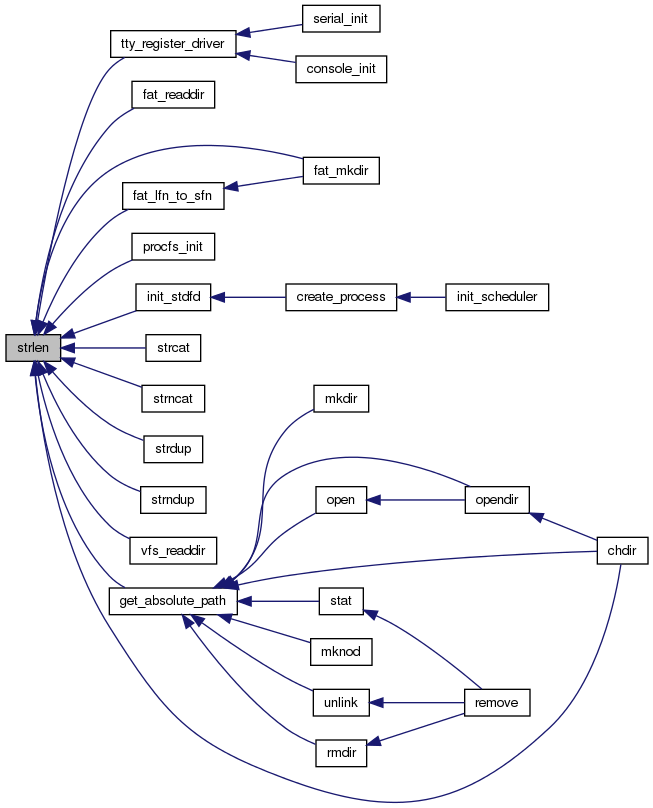 serial_init
tty_register_driver
console_init
fat_readdir
fat_mkdir
fat_lfn_to_sfn
procfs_init
init_stdfd
create_process
init_scheduler
strlen
strcat
strncat
mkdir
strdup
strndup
open
opendir
vfs_readdir
chdir
get_absolute_path
stat
mknod
unlink
remove
rmdir